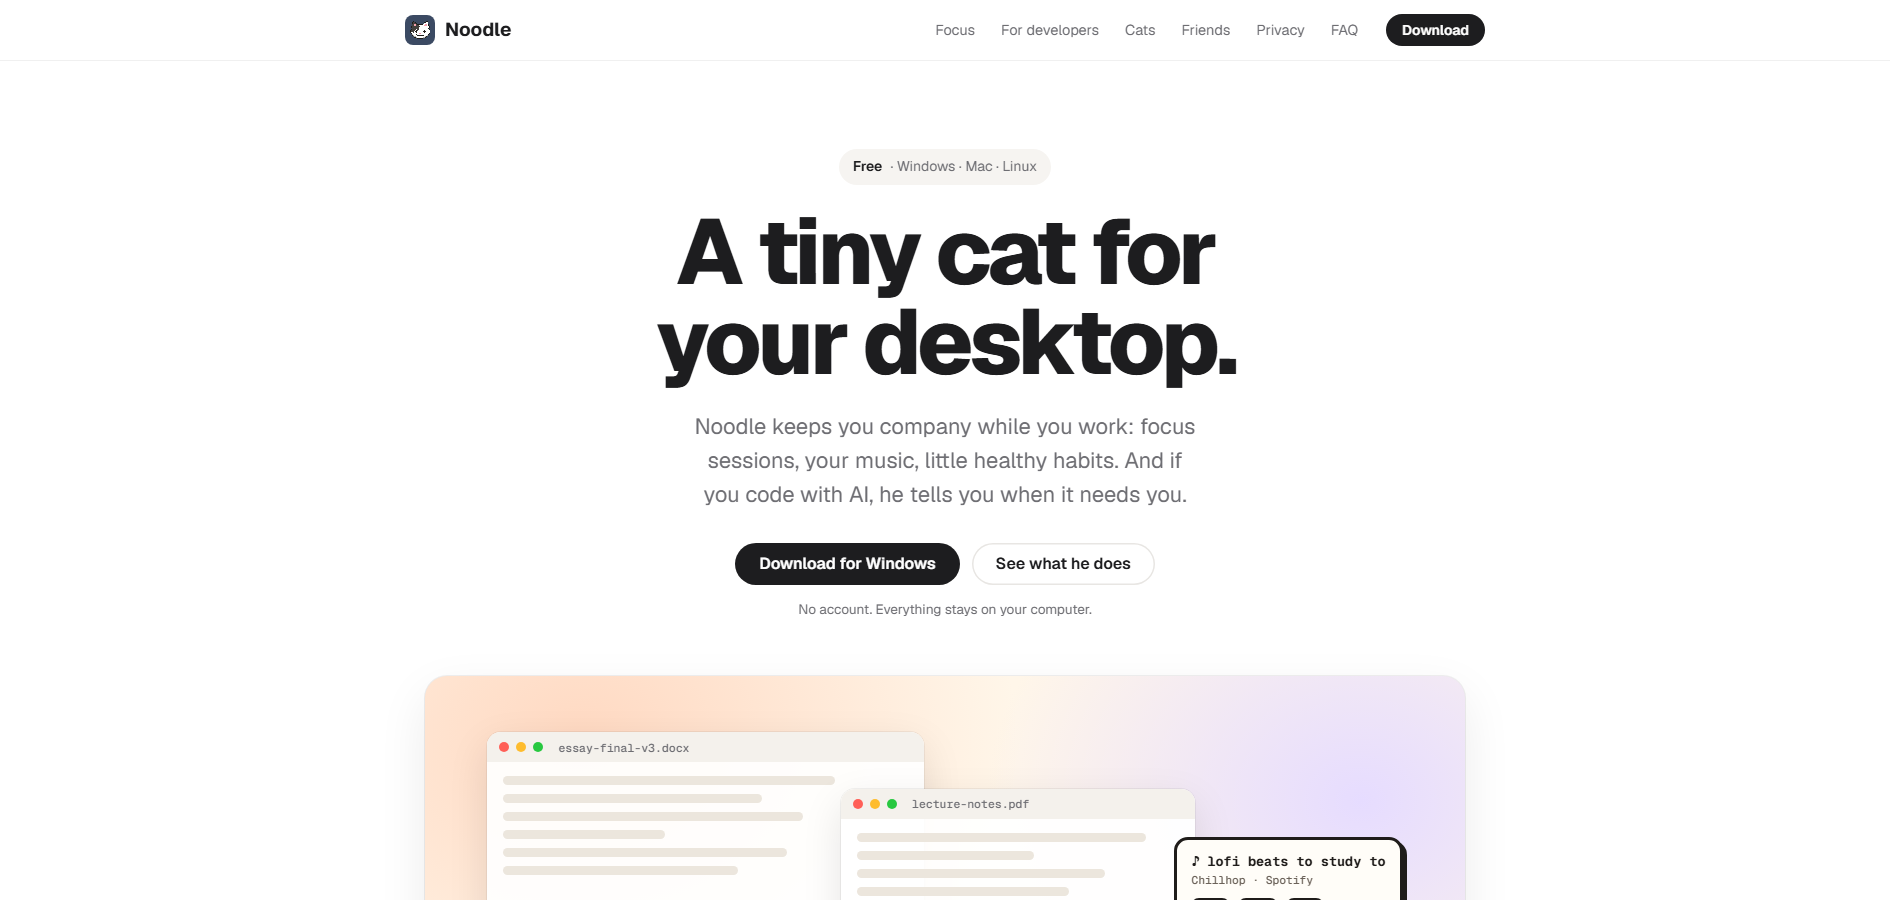 Noodle
Focus
For developers
Cats
Friends
Privacy
FAQ
Download
Free · Windows · Mac · Linux
A tiny cat for
your desktop.
Noodle keeps you company while you work: focus
sessions, your music, little healthy habits. And if
you code with AI, he tells you when it needs you.
Download for Windows
See what he does
No account. Everything stays on your computer.
essay-final-v3.docx
lecture-notes.pdf
♪ lofi beats to study to
Chillhop · Spotify